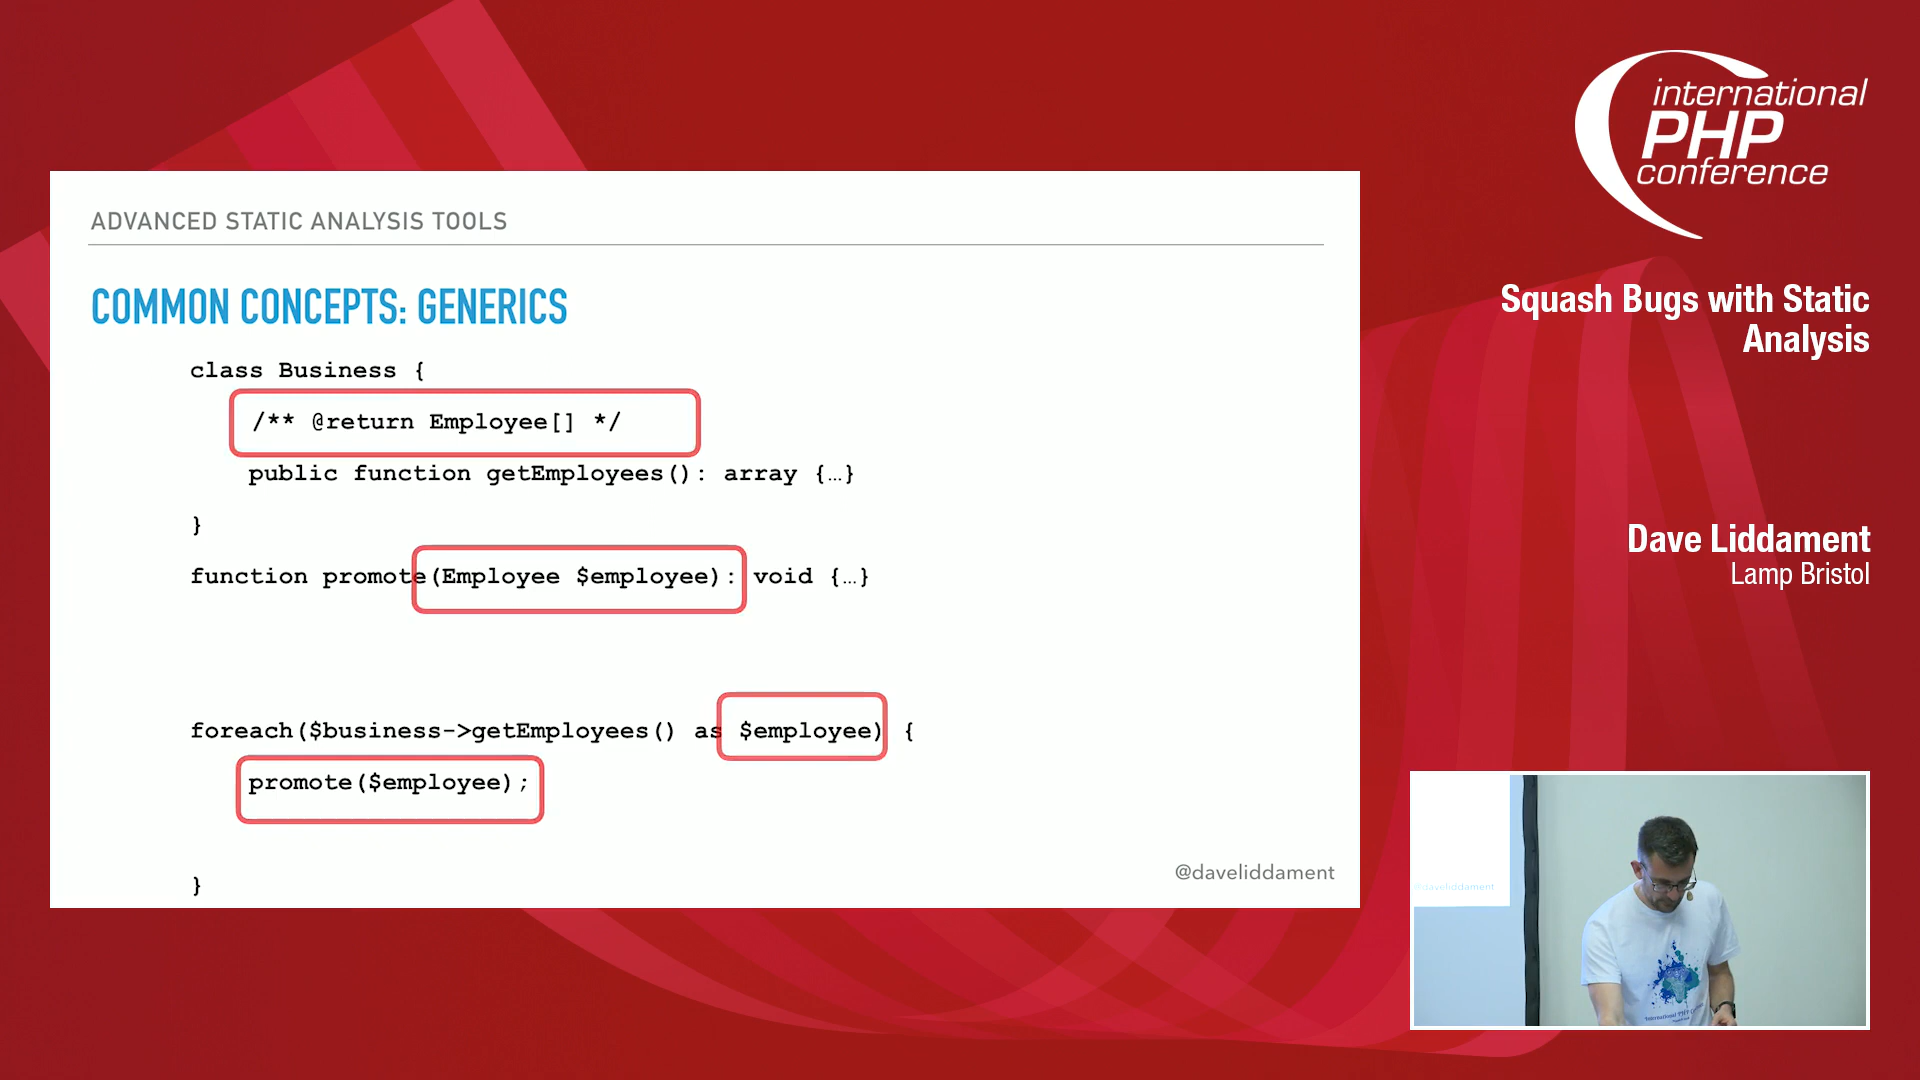 ADVANCED STATIC ANALYSIS TOOLS
COMMON CONCEPTS: GENERICS
class Business {
/** @return Employee[] */
public function getEmployees(): array {…}
}
function promote(Employee $employee): void {…}
foreach($business->getEmployees() as $employee) {
promote($employee);
}
@daveliddament
international
PHP
conference
Squash Bugs with Static
Analysis
Dave Liddament
Lamp Bristol
@daveliddament